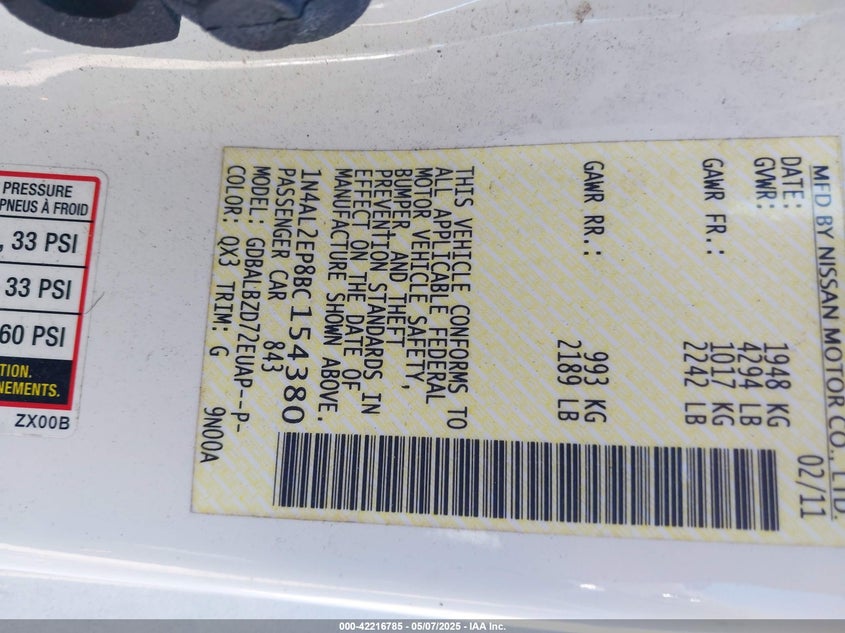 MFD BY NISSAN MOTOR CO., LTD.
DATE: 02/11
GVWR: 1948 KG
4294 LB
GAWR FR.: 1017 KG
2242 LB
GAWR RR.: 993 KG
2189 LB
THIS VEHICLE CONFORMS TO
ALL APPLICABLE FEDERAL
MOTOR VEHICLE SAFETY,
BUMPER, AND THEFT
PREVENTION STANDARDS IN
EFFECT ON THE DATE OF
MANUFACTURE SHOWN ABOVE.
1N4AL2EP8BC154380
PASSENGER CAR 843
MODEL: GDBALBZD72EUAP--P-
COLOR: QX3 TRIM: G 9N00A
PRESSURE
PNEUS À FROID
, 33 PSI
33 PSI
60 PSI
ZX00B
000-42216785 - 05/07/2025 - IAA Inc.